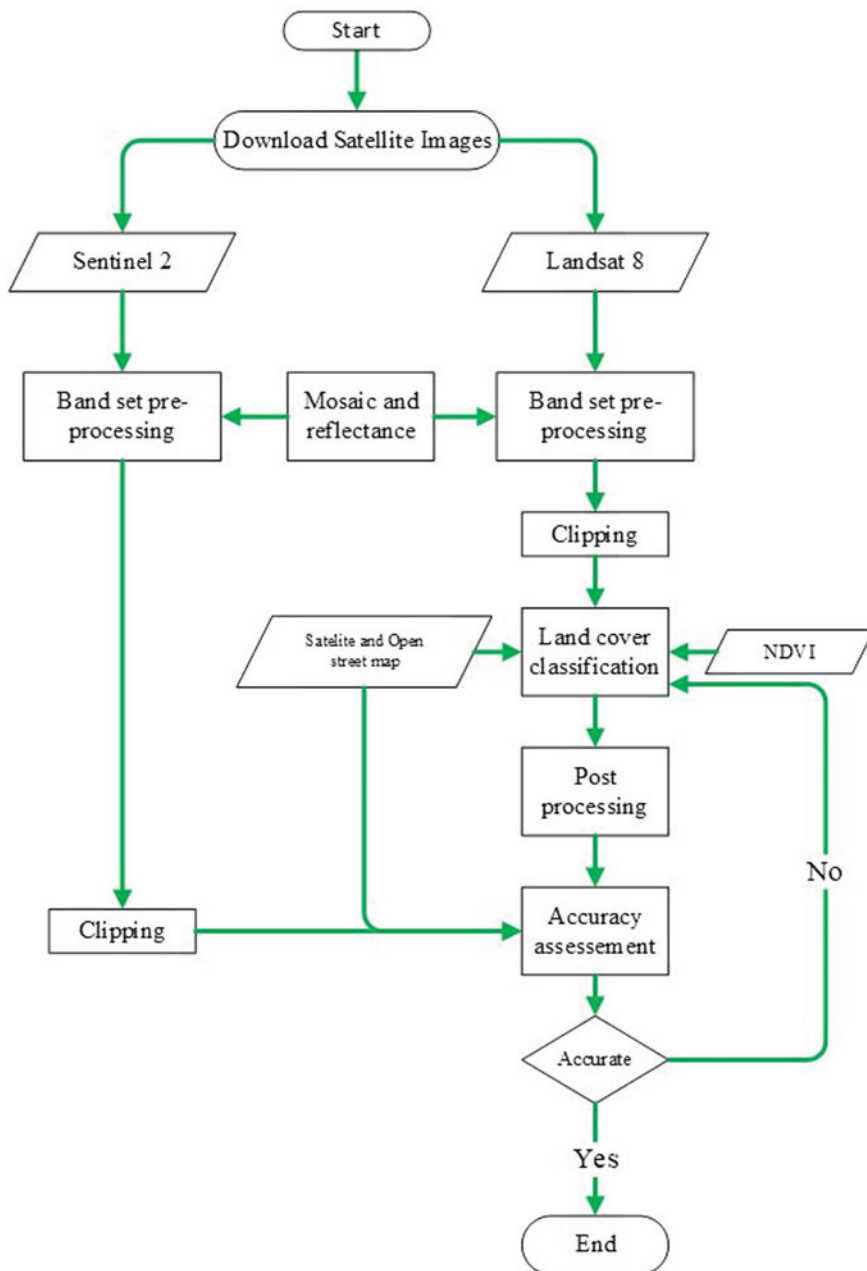 Start
Download Satellite Images
Sentinel 2
Landsat 8
Band set pre-
processing
Mosaic and
reflectance
Band set pre-
processing
Clipping
Satelite and Open
street map
Land cover
classification
NDVI
Post
processing
No
Clipping
Accuracy
assessement
Accurate
Yes
End